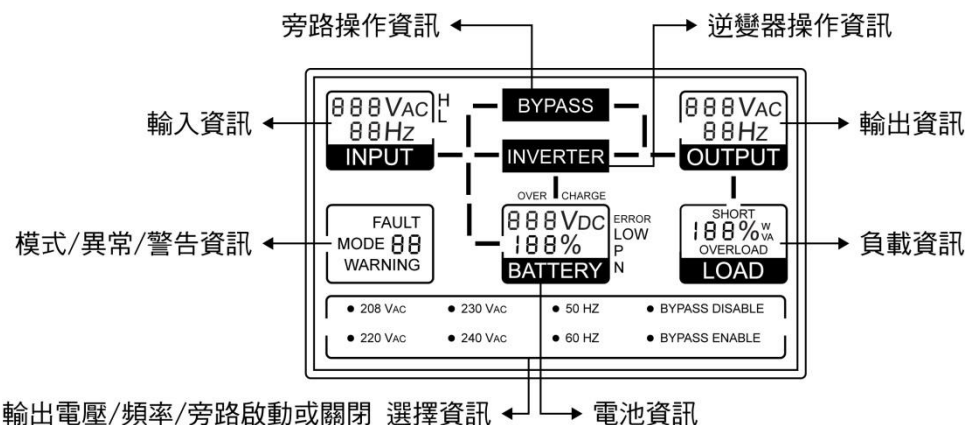 旁路操作資訊
逆變器操作資訊
輸入資訊
888VAC H L
88HZ
INPUT
BYPASS
INVERTER
888VAC
88HZ
OUTPUT
輸出資訊
模式/異常/警告資訊
FAULT
MODE 88
WARNING
OVER CHARGE
888VDC
188%
BATTERY
ERROR
LOW
P
N
SHORT
188% W VA
OVERLOAD
LOAD
負載資訊
208 VAC 230 VAC 50 HZ BYPASS DISABLE
220 VAC 240 VAC 60 HZ BYPASS ENABLE
輸出電壓/頻率/旁路啟動或關閉 選擇資訊
電池資訊